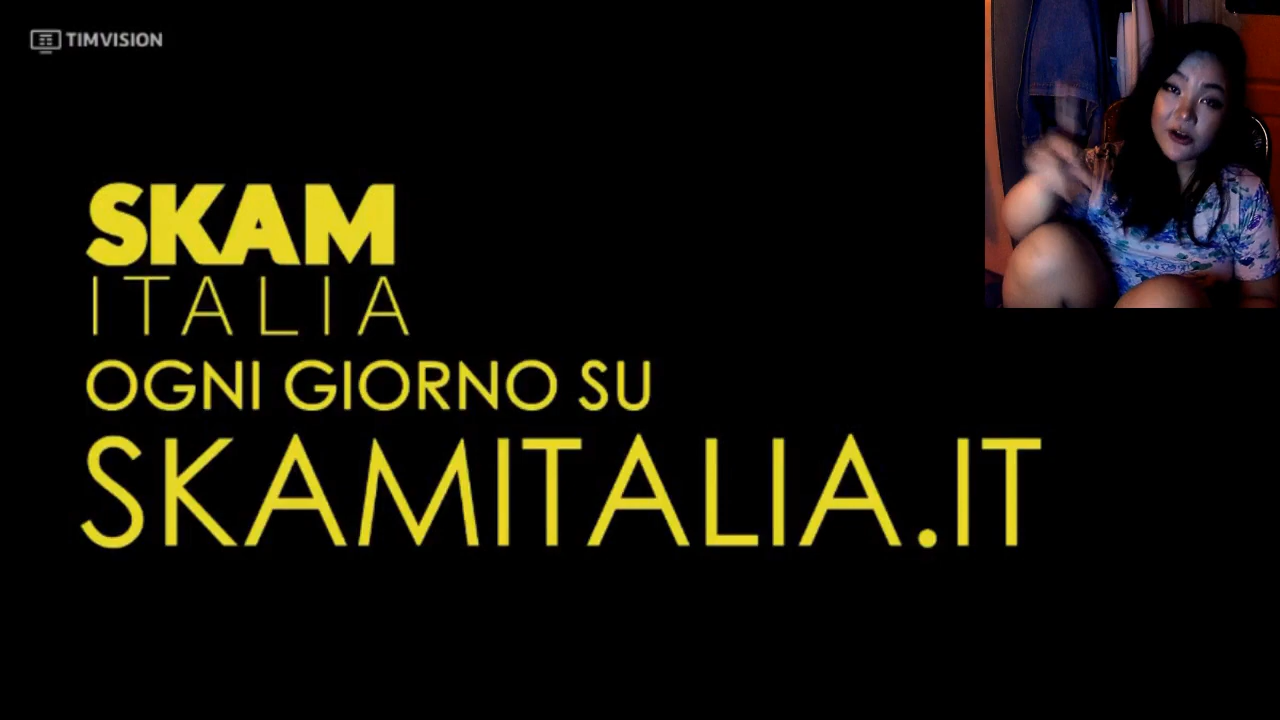 TIMVISION
SKAM
ITALIA
OGNI GIORNO SU
SKAMITALIA.IT